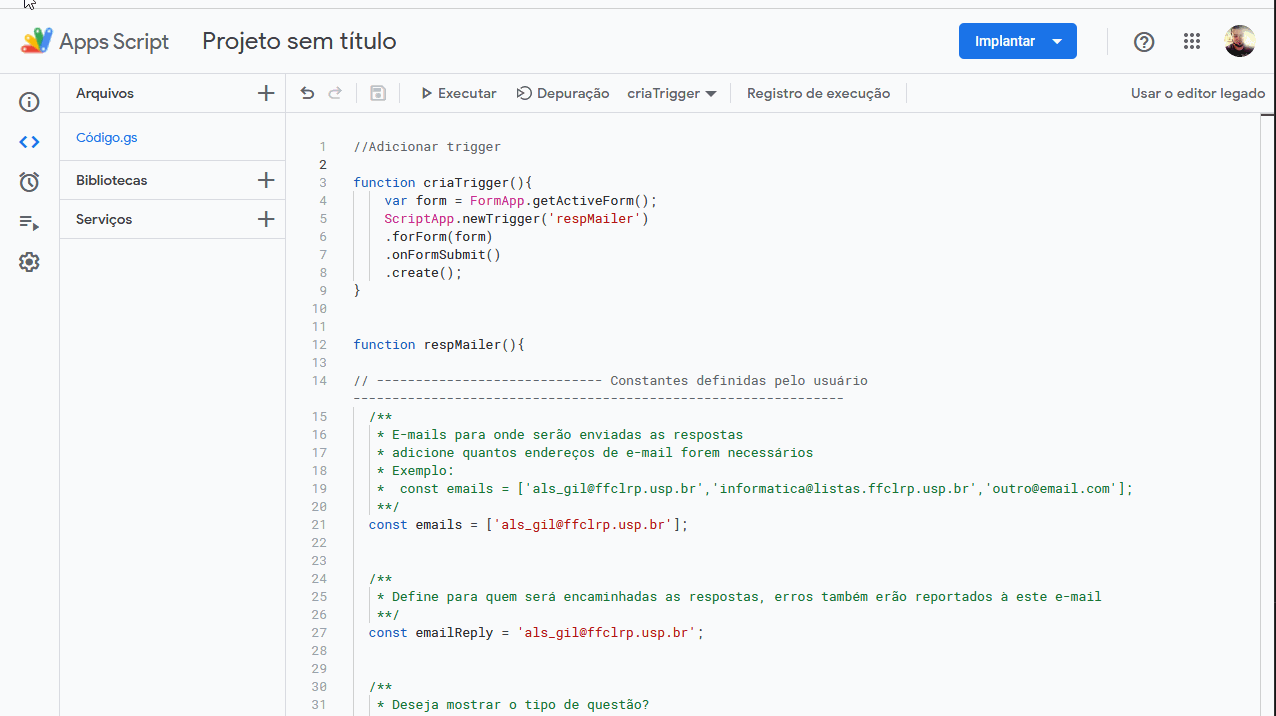 Apps Script
Projeto sem título
Implantar
Arquivos
Executar
Depuração
criaTrigger
Registro de execução
Usar o editor legado
Código.gs
Bibliotecas
Serviços
1 //Adicionar trigger
2
3 function criaTrigger(){
4 var form = FormApp.getActiveForm();
5 ScriptApp.newTrigger('respMailer')
6 .forForm(form)
7 .onFormSubmit()
8 .create();
9 }
10
11
12 function respMailer(){
13
14 // ----------------------------- Constantes definidas pelo usuário
---------------------------------------------------------------
15 /**
16 * E-mails para onde serão enviadas as respostas
17 * adicione quantos endereços de e-mail forem necessários
18 * Exemplo:
19 *  const emails = ['als_gil@ffclrp.usp.br','informatica@listas.ffclrp.usp.br','outro@email.com'];
20 **/
21 const emails = ['als_gil@ffclrp.usp.br'];
22
23
24 /**
25 * Define para quem será encaminhadas as respostas, erros também erão reportados à este e-mail
26 **/
27 const emailReply = 'als_gil@ffclrp.usp.br';
28
29
30 /**
31 * Deseja mostrar o tipo de questão?